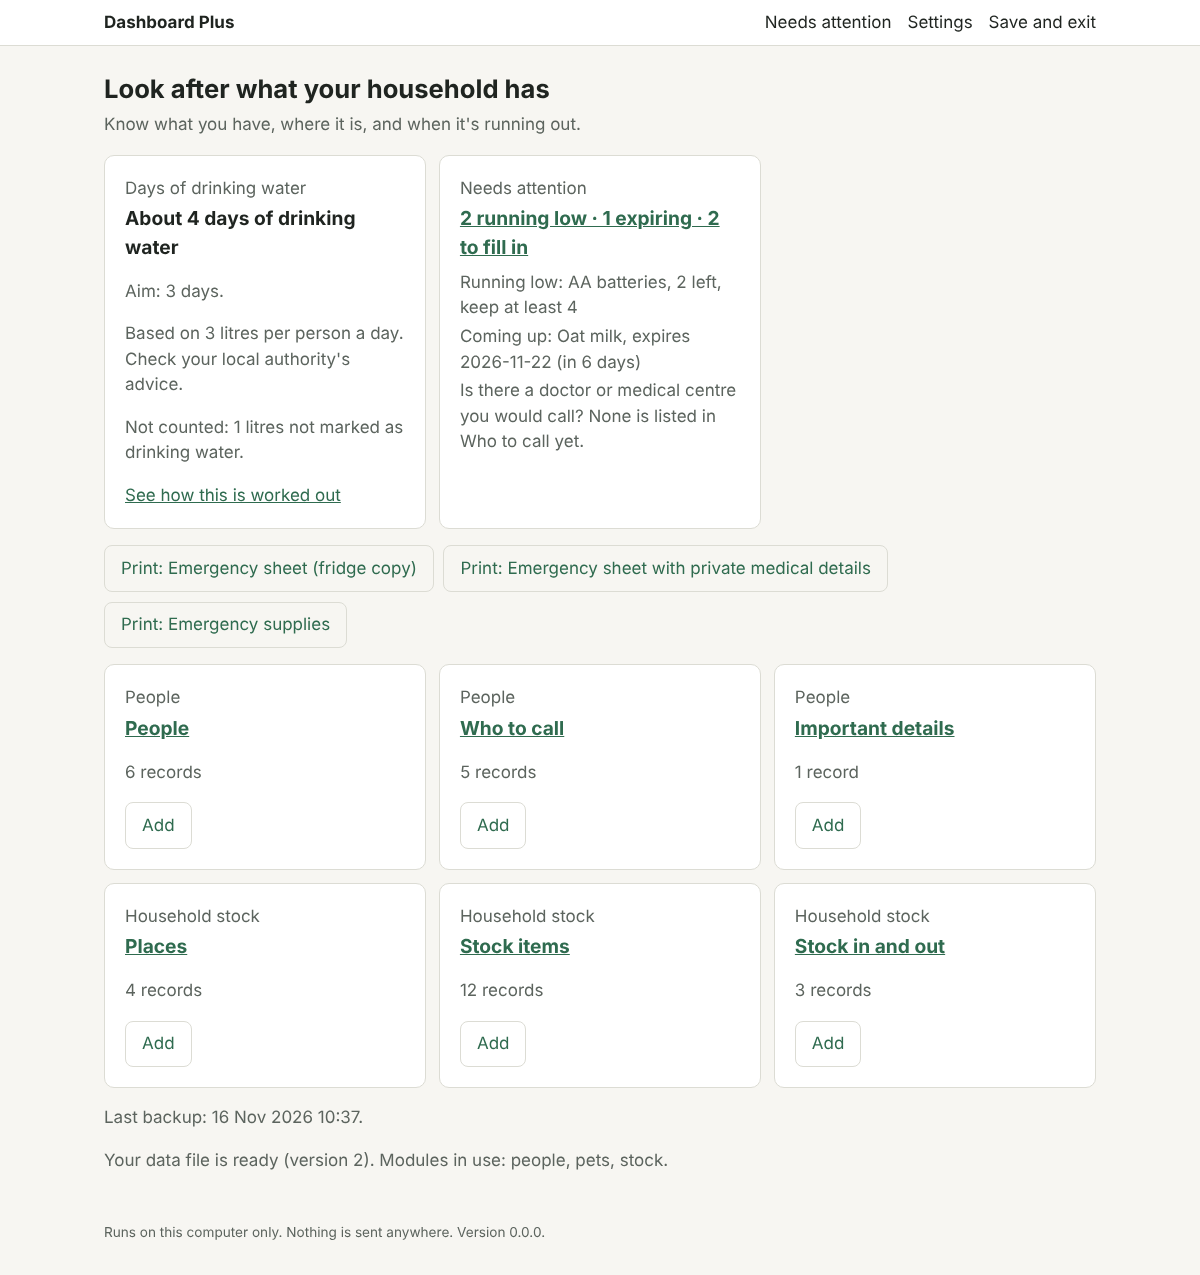 Dashboard Plus
Needs attention
Settings
Save and exit
Look after what your household has
Know what you have, where it is, and when it's running out.
Days of drinking water
About 4 days of drinking
water
Aim: 3 days.
Based on 3 litres per person a day.
Check your local authority's
advice.
Not counted: 1 litres not marked as
drinking water.
See how this is worked out
Needs attention
2 running low · 1 expiring · 2
to fill in
Running low: AA batteries, 2 left,
keep at least 4
Coming up: Oat milk, expires
2026-11-22 (in 6 days)
Is there a doctor or medical centre
you would call? None is listed in
Who to call yet.
Print: Emergency sheet (fridge copy)
Print: Emergency sheet with private medical details
Print: Emergency supplies
People
People
6 records
Add
People
Who to call
5 records
Add
People
Important details
1 record
Add
Household stock
Places
4 records
Add
Household stock
Stock items
12 records
Add
Household stock
Stock in and out
3 records
Add
Last backup: 16 Nov 2026 10:37.
Your data file is ready (version 2). Modules in use: people, pets, stock.
Runs on this computer only. Nothing is sent anywhere. Version 0.0.0.